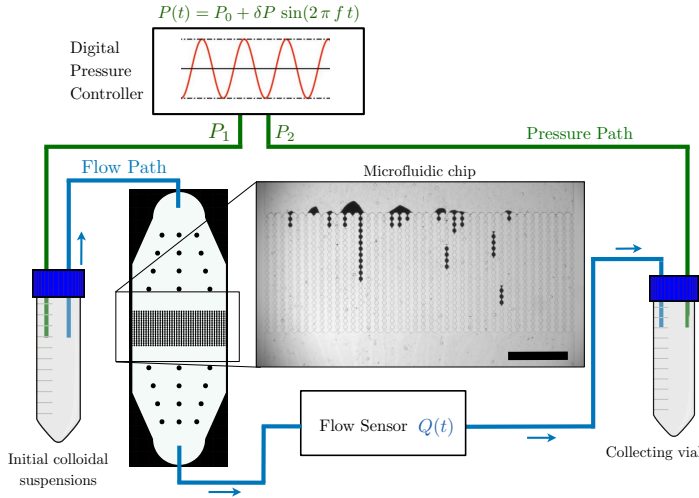 P(t) = P₀ + δP sin(2 π f t)
Digital
Pressure
Controller
P₁
P₂
Pressure Path
Flow Path
Microfluidic chip
Flow Sensor Q(t)
Initial colloidal
suspensions
Collecting vial